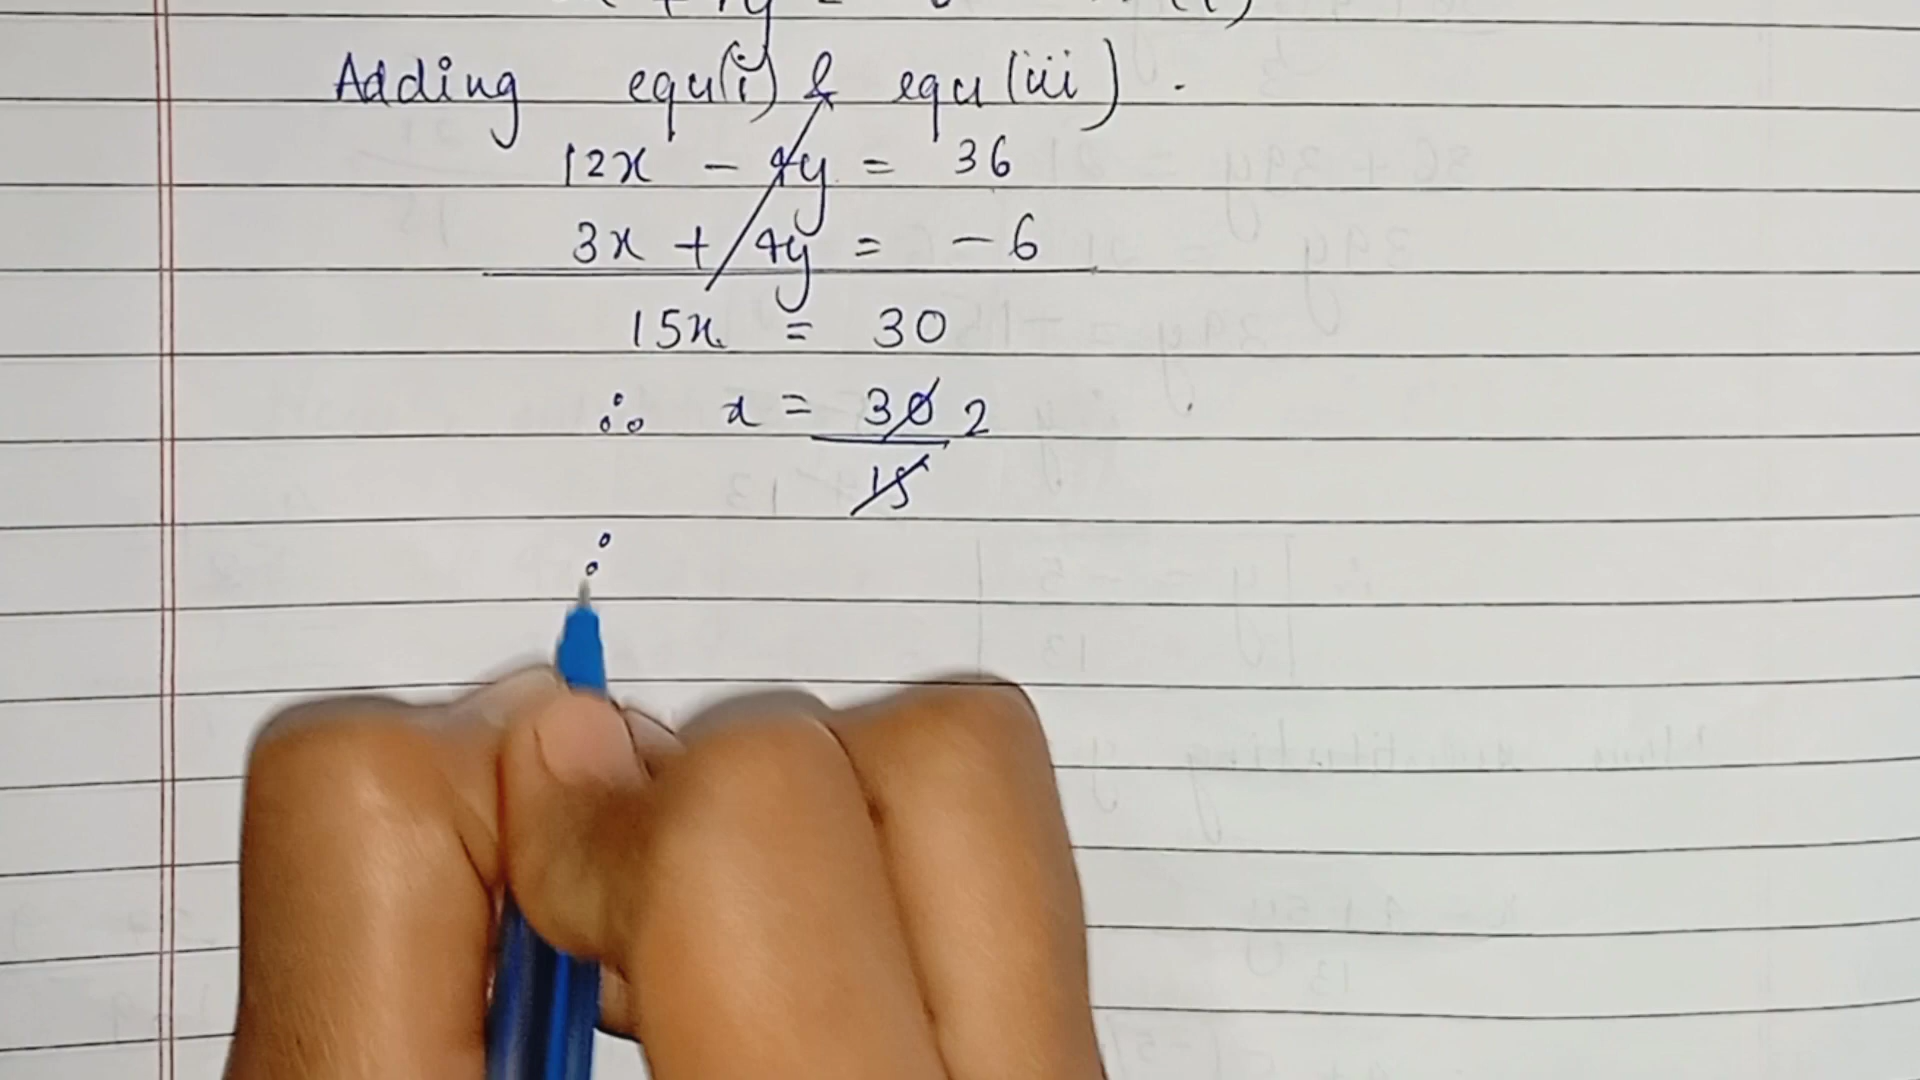 Adding equ(i) & equ(iii).
12x - 4y = 36
3x + 4y = -6
15x = 30
∴ x = 30 2
15